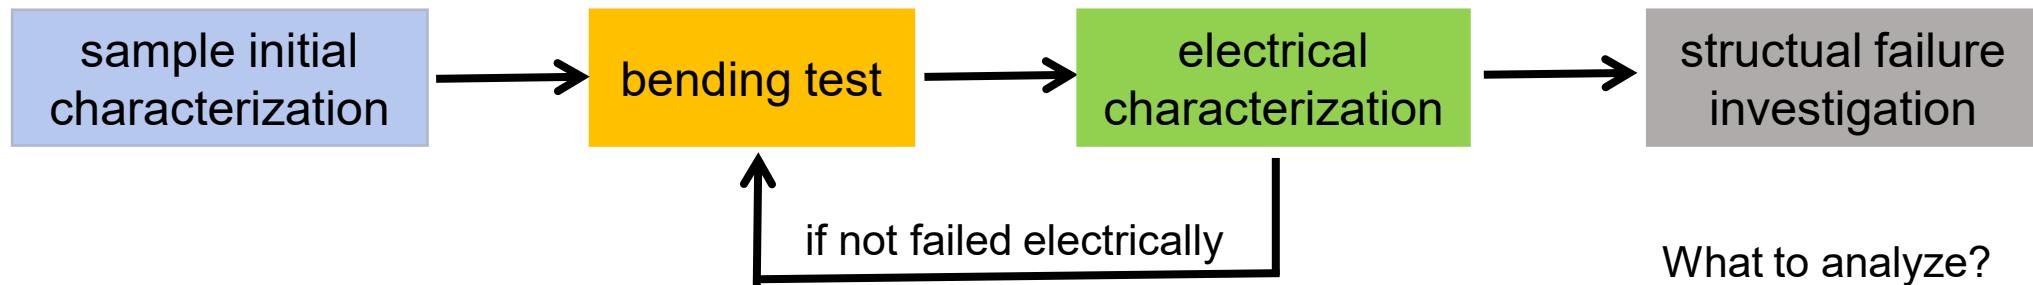 sample initial
characterization
bending test
electrical
characterization
structual failure
investigation
if not failed electrically
What to analyze?